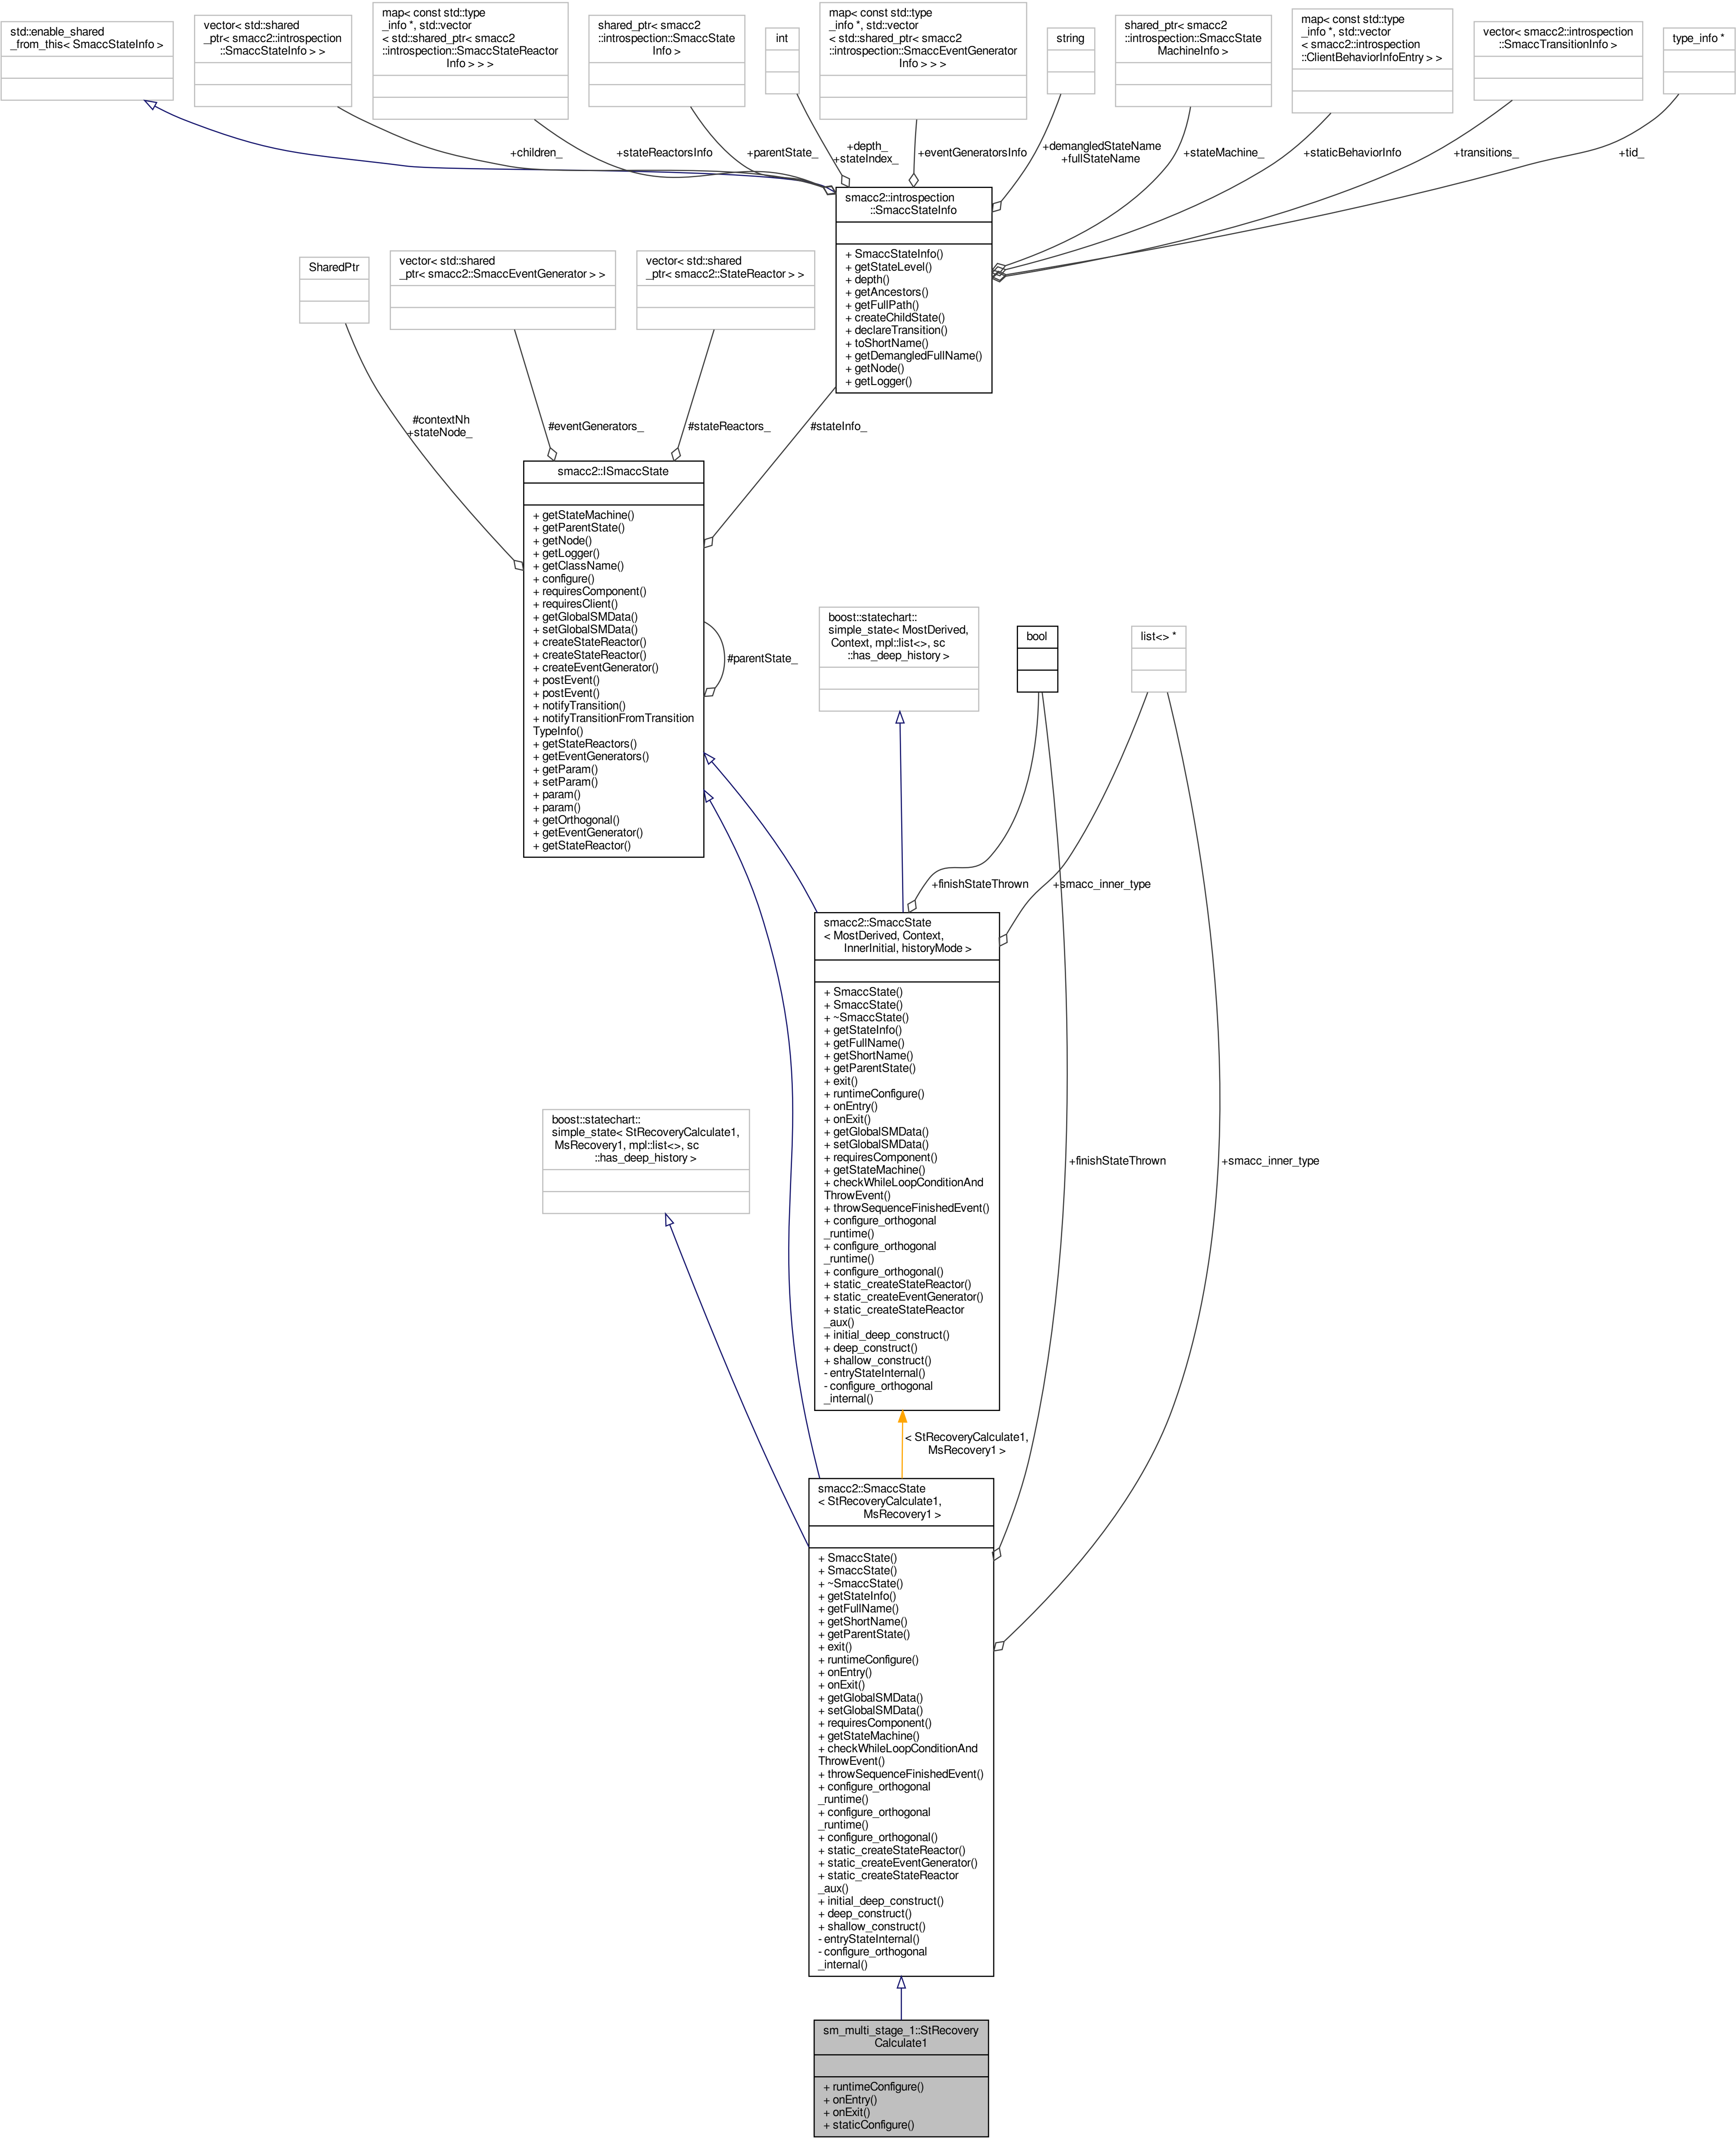 std::enable_shared
_from_this< SmaccStateInfo >
vector< std::shared
_ptr< smacc2::introspection
::SmaccStateInfo > >
map< const std::type
_info *, std::vector
< std::shared_ptr< smacc2
::introspection::SmaccStateReactor
Info > > >
shared_ptr< smacc2
::introspection::SmaccState
Info >
int
map< const std::type
_info *, std::vector
< std::shared_ptr< smacc2
::introspection::SmaccEventGenerator
Info > > >
string
shared_ptr< smacc2
::introspection::SmaccState
MachineInfo >
map< const std::type
_info *, std::vector
< smacc2::introspection
::ClientBehaviorInfoEntry > >
vector< smacc2::introspection
::SmaccTransitionInfo >
type_info *
+children_
+stateReactorsInfo
+parentState_
+depth_
+stateIndex_
+eventGeneratorsInfo
+demangledStateName
+fullStateName
+stateMachine_
+staticBehaviorInfo
+transitions_
+tid_
smacc2::introspection
::SmaccStateInfo
+ SmaccStateInfo()
+ getStateLevel()
+ depth()
+ getAncestors()
+ getFullPath()
+ createChildState()
+ declareTransition()
+ toShortName()
+ getDemangledFullName()
+ getNode()
+ getLogger()
SharedPtr
vector< std::shared
_ptr< smacc2::SmaccEventGenerator > >
vector< std::shared
_ptr< smacc2::StateReactor > >
#contextNh
+stateNode_
#eventGenerators_
#stateReactors_
#stateInfo_
smacc2::ISmaccState
+ getStateMachine()
+ getParentState()
+ getNode()
+ getLogger()
+ getClassName()
+ configure()
+ requiresComponent()
+ requiresClient()
+ getGlobalSMData()
+ setGlobalSMData()
+ createStateReactor()
+ createStateReactor()
+ createEventGenerator()
+ postEvent()
+ postEvent()
+ notifyTransition()
+ notifyTransitionFromTransition
TypeInfo()
+ getStateReactors()
+ getEventGenerators()
+ getParam()
+ setParam()
+ param()
+ param()
+ getOrthogonal()
+ getEventGenerator()
+ getStateReactor()
#parentState_
boost::statechart::
simple_state< MostDerived,
Context, mpl::list<>, sc
::has_deep_history >
bool
list<> *
+finishStateThrown
+smacc_inner_type
smacc2::SmaccState
< MostDerived, Context,
InnerInitial, historyMode >
+ SmaccState()
+ SmaccState()
+ ~SmaccState()
+ getStateInfo()
+ getFullName()
+ getShortName()
+ getParentState()
+ exit()
+ runtimeConfigure()
+ onEntry()
+ onExit()
+ getGlobalSMData()
+ setGlobalSMData()
+ requiresComponent()
+ getStateMachine()
+ checkWhileLoopConditionAnd
ThrowEvent()
+ throwSequenceFinishedEvent()
+ configure_orthogonal
_runtime()
+ configure_orthogonal
_runtime()
+ configure_orthogonal()
+ static_createStateReactor()
+ static_createEventGenerator()
+ static_createStateReactor
_aux()
+ initial_deep_construct()
+ deep_construct()
+ shallow_construct()
- entryStateInternal()
- configure_orthogonal
_internal()
boost::statechart::
simple_state< StRecoveryCalculate1,
MsRecovery1, mpl::list<>, sc
::has_deep_history >
+finishStateThrown
+smacc_inner_type
< StRecoveryCalculate1,
MsRecovery1 >
smacc2::SmaccState
< StRecoveryCalculate1,
MsRecovery1 >
+ SmaccState()
+ SmaccState()
+ ~SmaccState()
+ getStateInfo()
+ getFullName()
+ getShortName()
+ getParentState()
+ exit()
+ runtimeConfigure()
+ onEntry()
+ onExit()
+ getGlobalSMData()
+ setGlobalSMData()
+ requiresComponent()
+ getStateMachine()
+ checkWhileLoopConditionAnd
ThrowEvent()
+ throwSequenceFinishedEvent()
+ configure_orthogonal
_runtime()
+ configure_orthogonal
_runtime()
+ configure_orthogonal()
+ static_createStateReactor()
+ static_createEventGenerator()
+ static_createStateReactor
_aux()
+ initial_deep_construct()
+ deep_construct()
+ shallow_construct()
- entryStateInternal()
- configure_orthogonal
_internal()
sm_multi_stage_1::StRecovery
Calculate1
+ runtimeConfigure()
+ onEntry()
+ onExit()
+ staticConfigure()